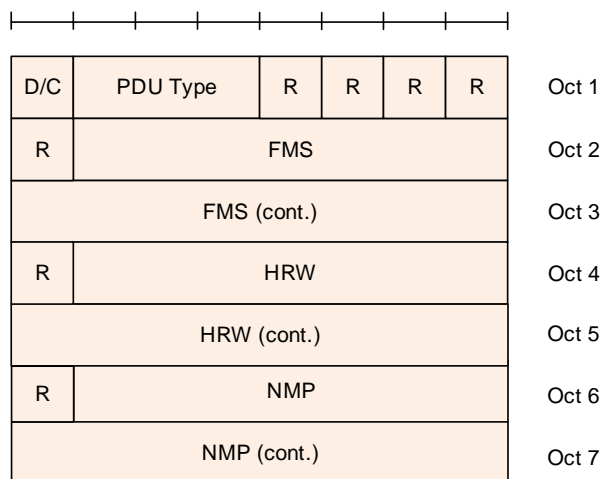 D/C PDU Type R R R R Oct 1
R FMS Oct 2
FMS (cont.) Oct 3
R HRW Oct 4
HRW (cont.) Oct 5
R NMP Oct 6
NMP (cont.) Oct 7